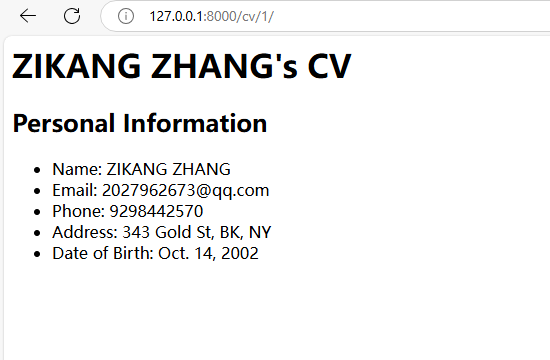 127.0.0.1:8000/cv/1/
ZIKANG ZHANG's CV
Personal Information
Name: ZIKANG ZHANG
Email: 2027962673@qq.com
Phone: 9298442570
Address: 343 Gold St, BK, NY
Date of Birth: Oct. 14, 2002